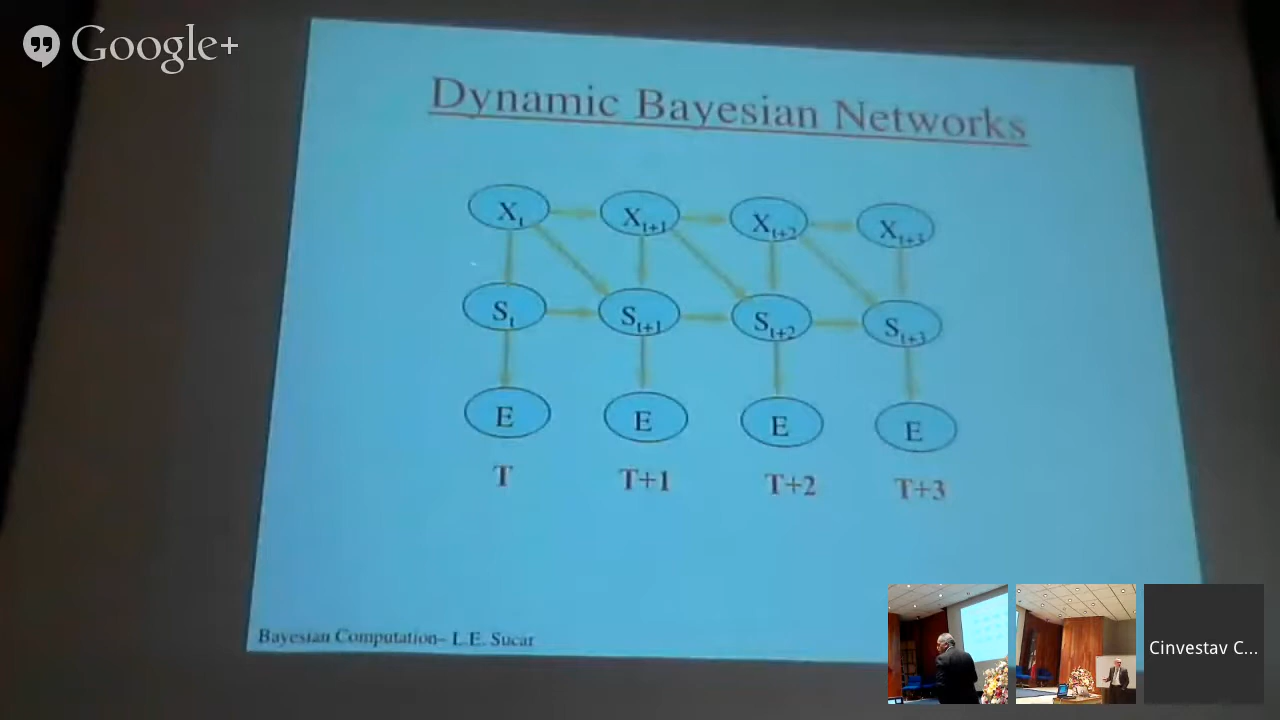 Google+
Dynamic Bayesian Networks
Xt Xt+1 Xt+2 Xt+3
St St+1 St+2 St+3
E E E E
T T+1 T+2 T+3
Bayesian Computation– L.E. Sucar
Cinvestav C...